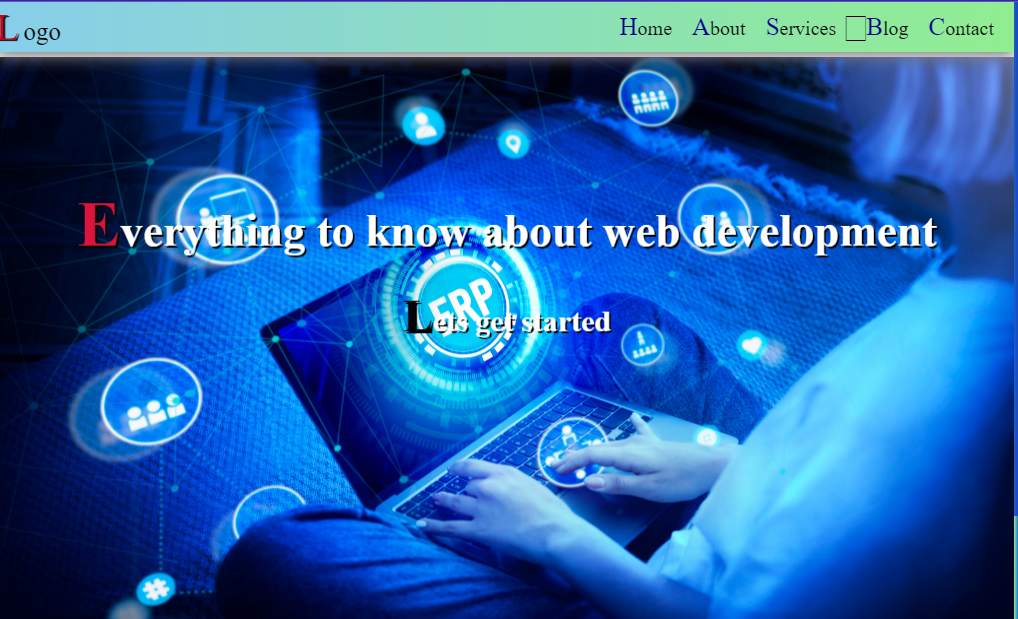 Logo
Home About Services Blog Contact
Everything to know about web development
ERP
Lets get started